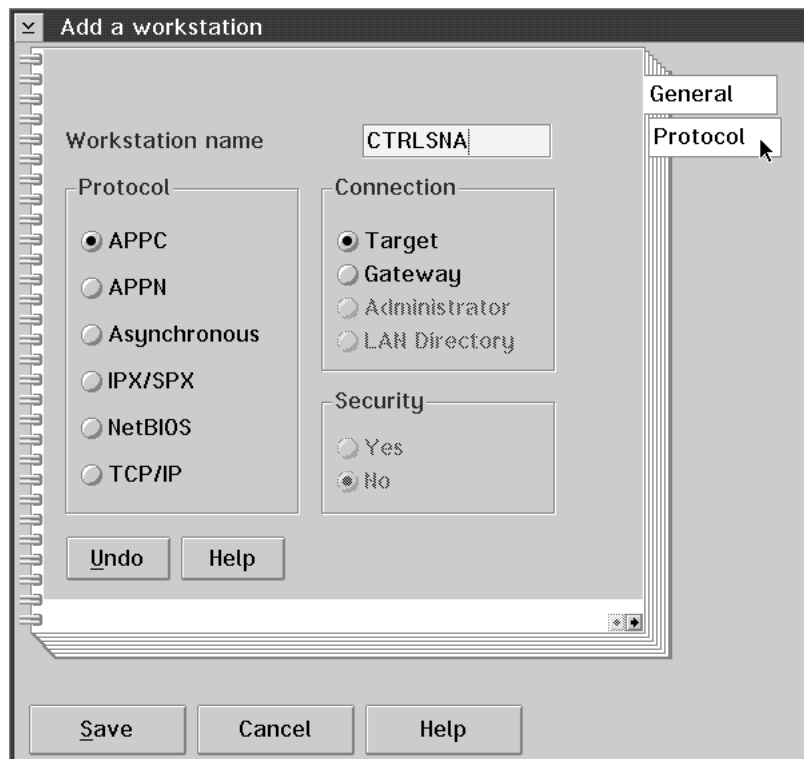 Add a workstation
General
Protocol
Workstation name CTRLSNA
Protocol
APPC
APPN
Asynchronous
IPX/SPX
NetBIOS
TCP/IP
Connection
Target
Gateway
Administrator
LAN Directory
Security
Yes
No
Undo Help
Save Cancel Help